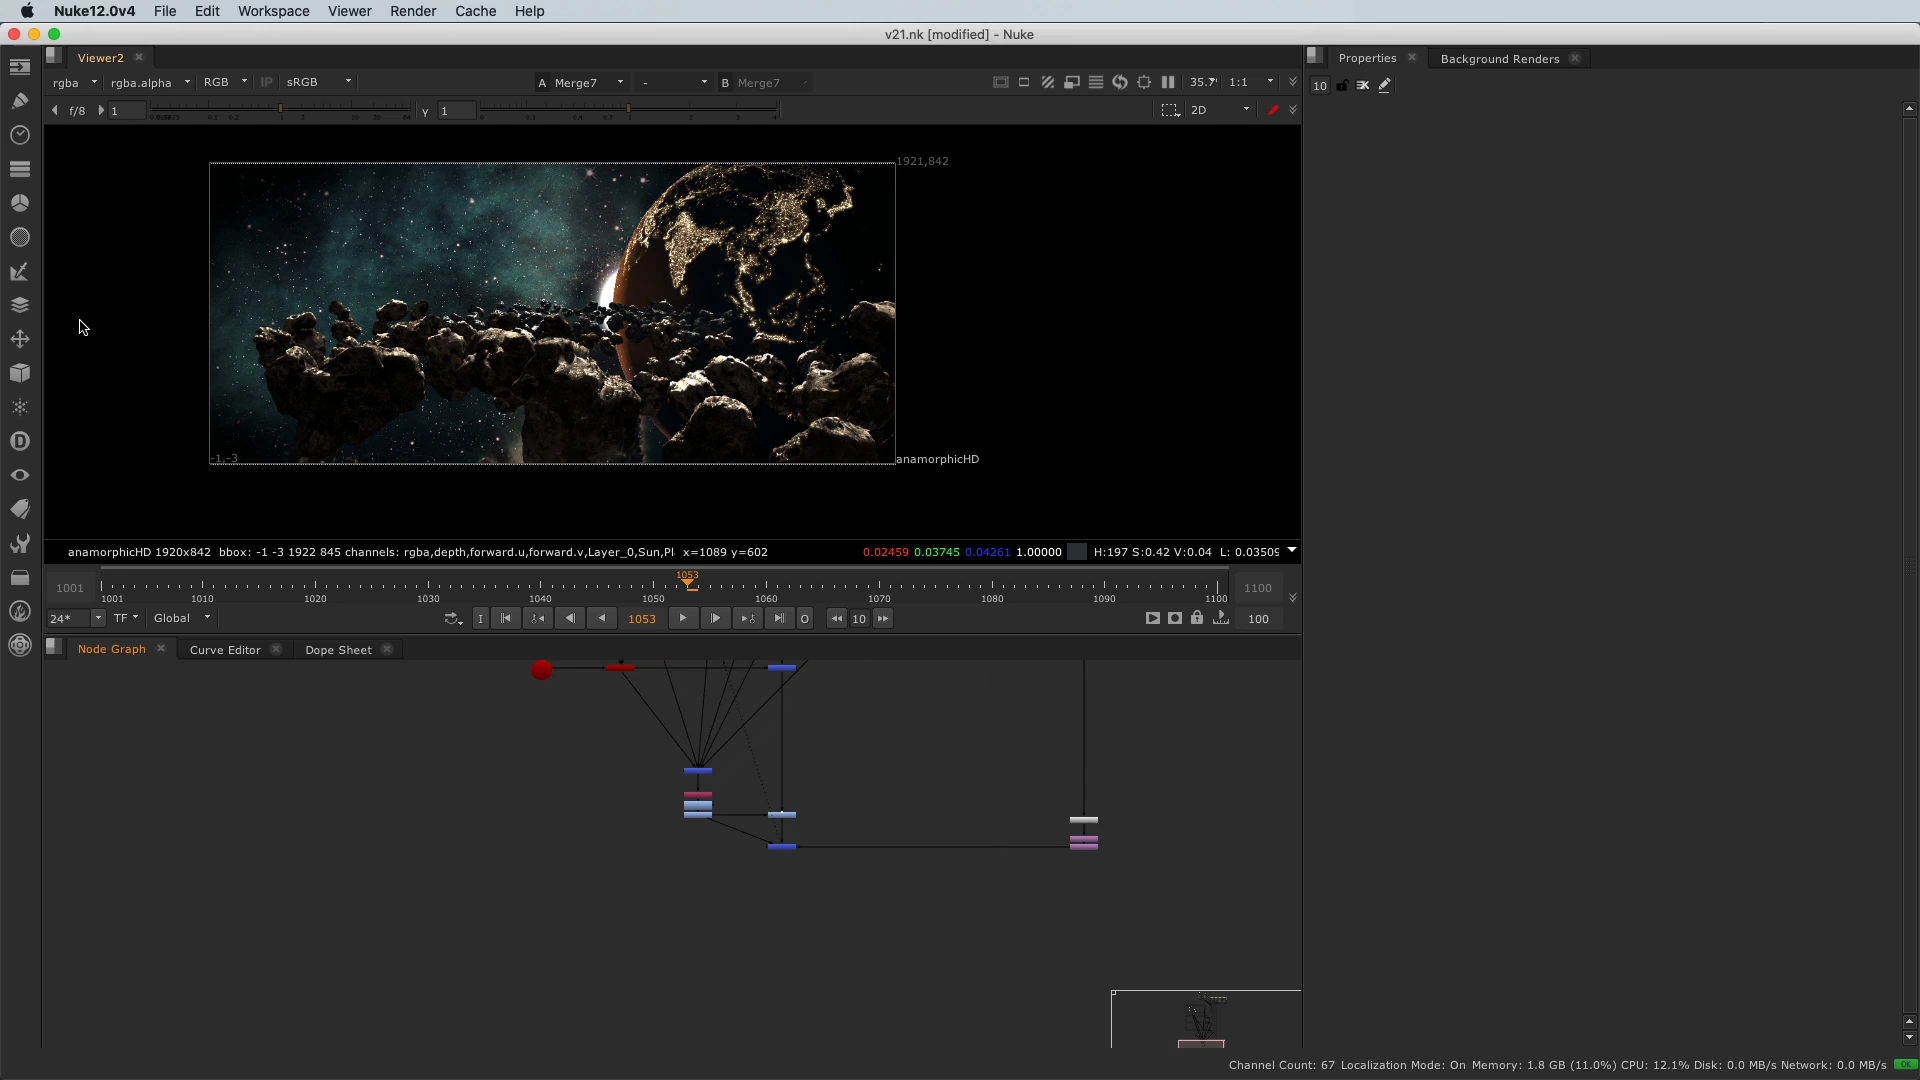 Nuke12.0v4 File Edit Workspace Viewer Render Cache Help
v21.nk [modified] - Nuke
Viewer2
Properties Background Renders
rgba rgba.alpha RGB IP sRGB A Merge7 - B Merge7 35.7 1:1
10
f/8 1 Y 1 2D
1921,842
-1,-3
anamorphicHD
anamorphicHD 1920x842 bbox: -1 -3 1922 845 channels: rgba,depth,forward.u,forward.v,Layer_0,Sun,Pl x=1089 y=602 0.02459 0.03745 0.04261 1.00000 H:197 S:0.42 V:0.04 L: 0.03509
1053
1001 1100
1001 1010 1020 1030 1040 1050 1060 1070 1080 1090 1100
24* TF Global I 1053 O 10 100
Node Graph Curve Editor Dope Sheet
Channel Count: 67 Localization Mode: On Memory: 1.8 GB (11.0%) CPU: 12.1% Disk: 0.0 MB/s Network: 0.0 MB/s OK